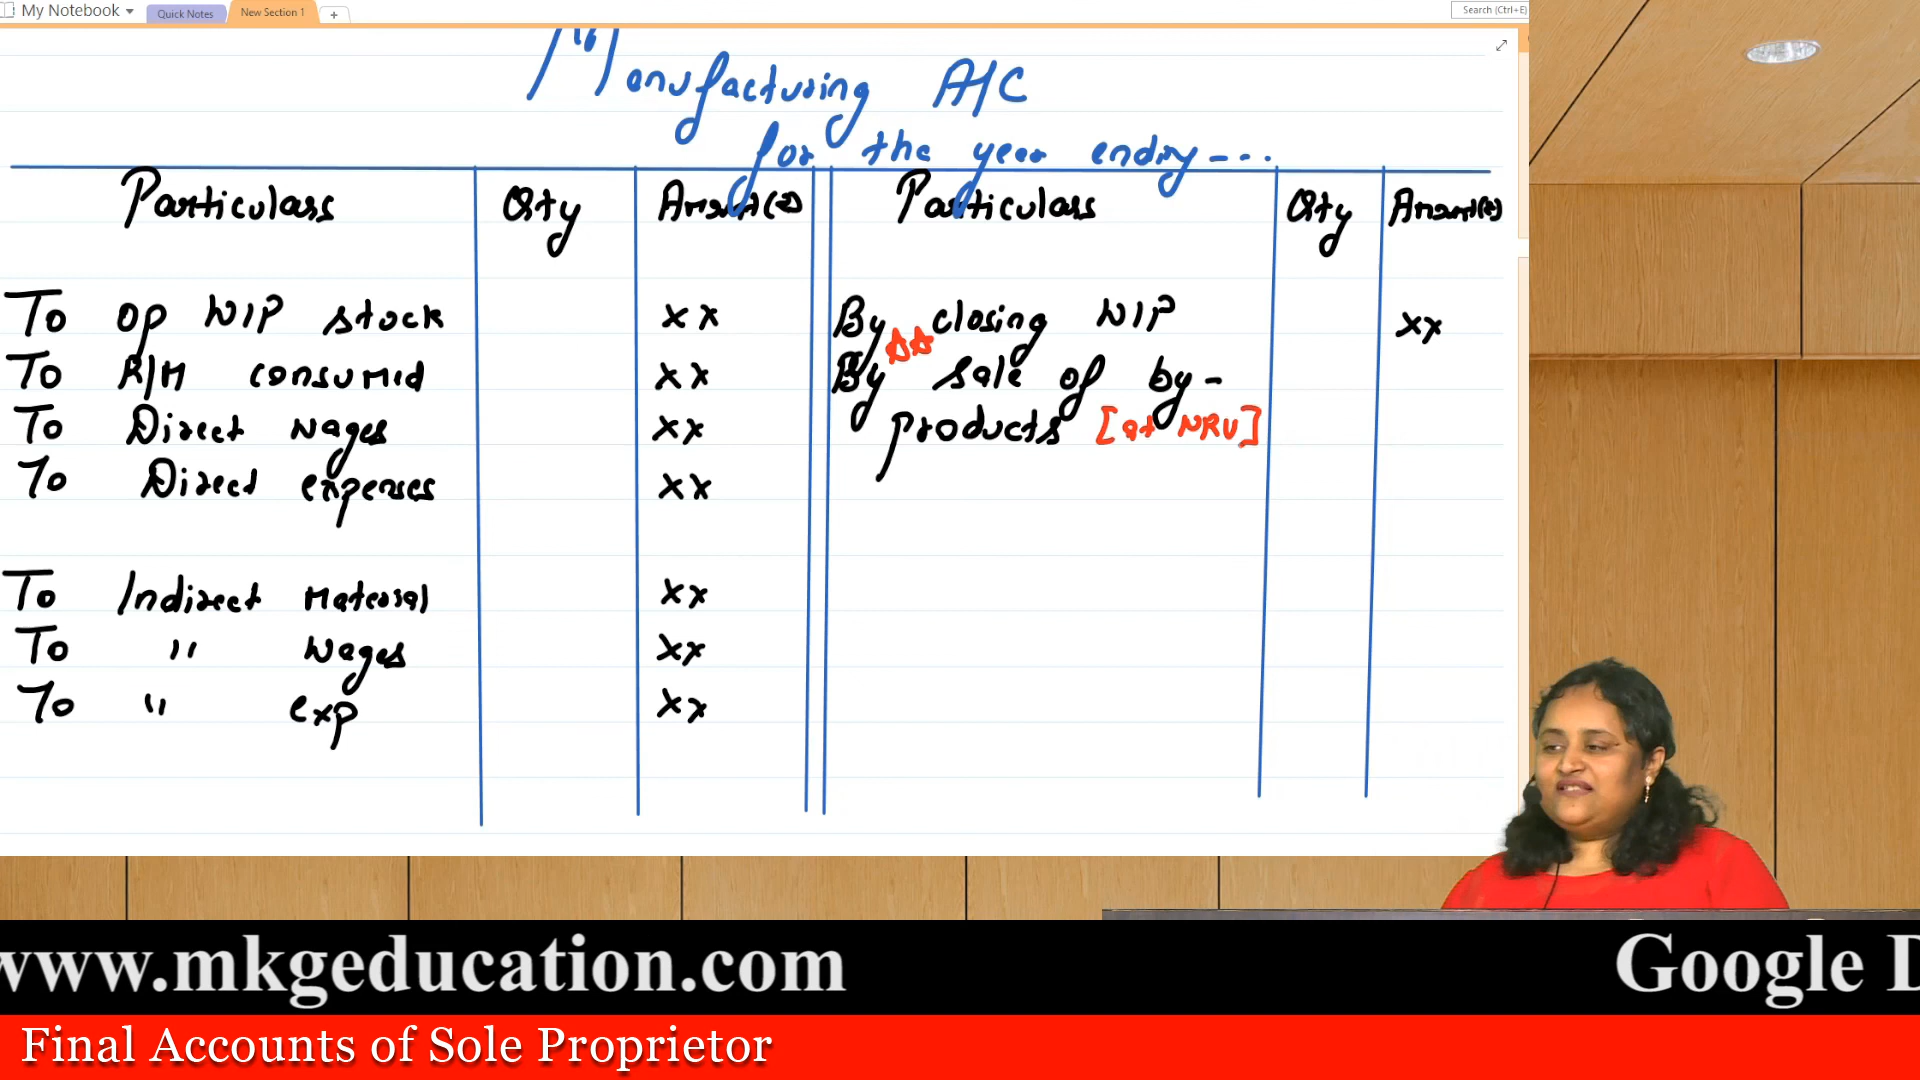 My Notebook
Quick Notes
New Section 1
+
Search (Ctrl+E)
Manufacturing A/C
for the year ending---
Particulars Qty Amount(₹) Particulars Qty Amount(₹)
To Op WIP stock xx By closing WIP xx
To R/M consumed xx By sale of by-
To Direct wages xx products [at NRV]
To Direct expenses xx
To Indirect Material xx
To " Wages xx
To " exp xx
www.mkgeducation.com
Google D
Final Accounts of Sole Proprietor